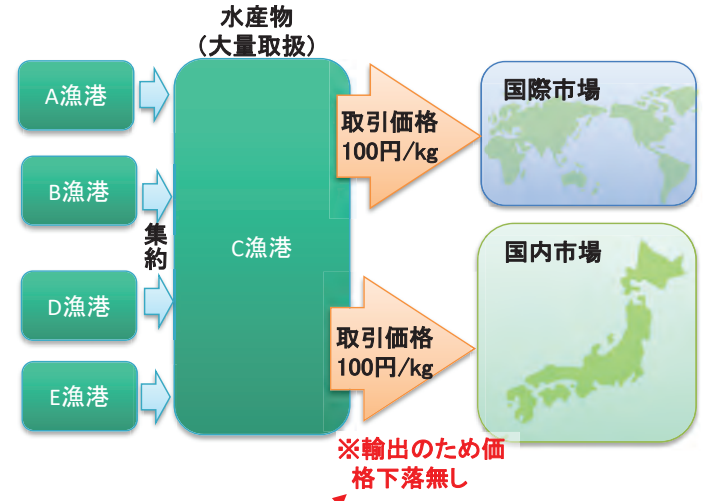 水産物
（大量取扱）
A漁港
B漁港
集約
D漁港
E漁港
C漁港
取引価格
100円/kg
国際市場
取引価格
100円/kg
国内市場
※輸出のため価
格下落無し